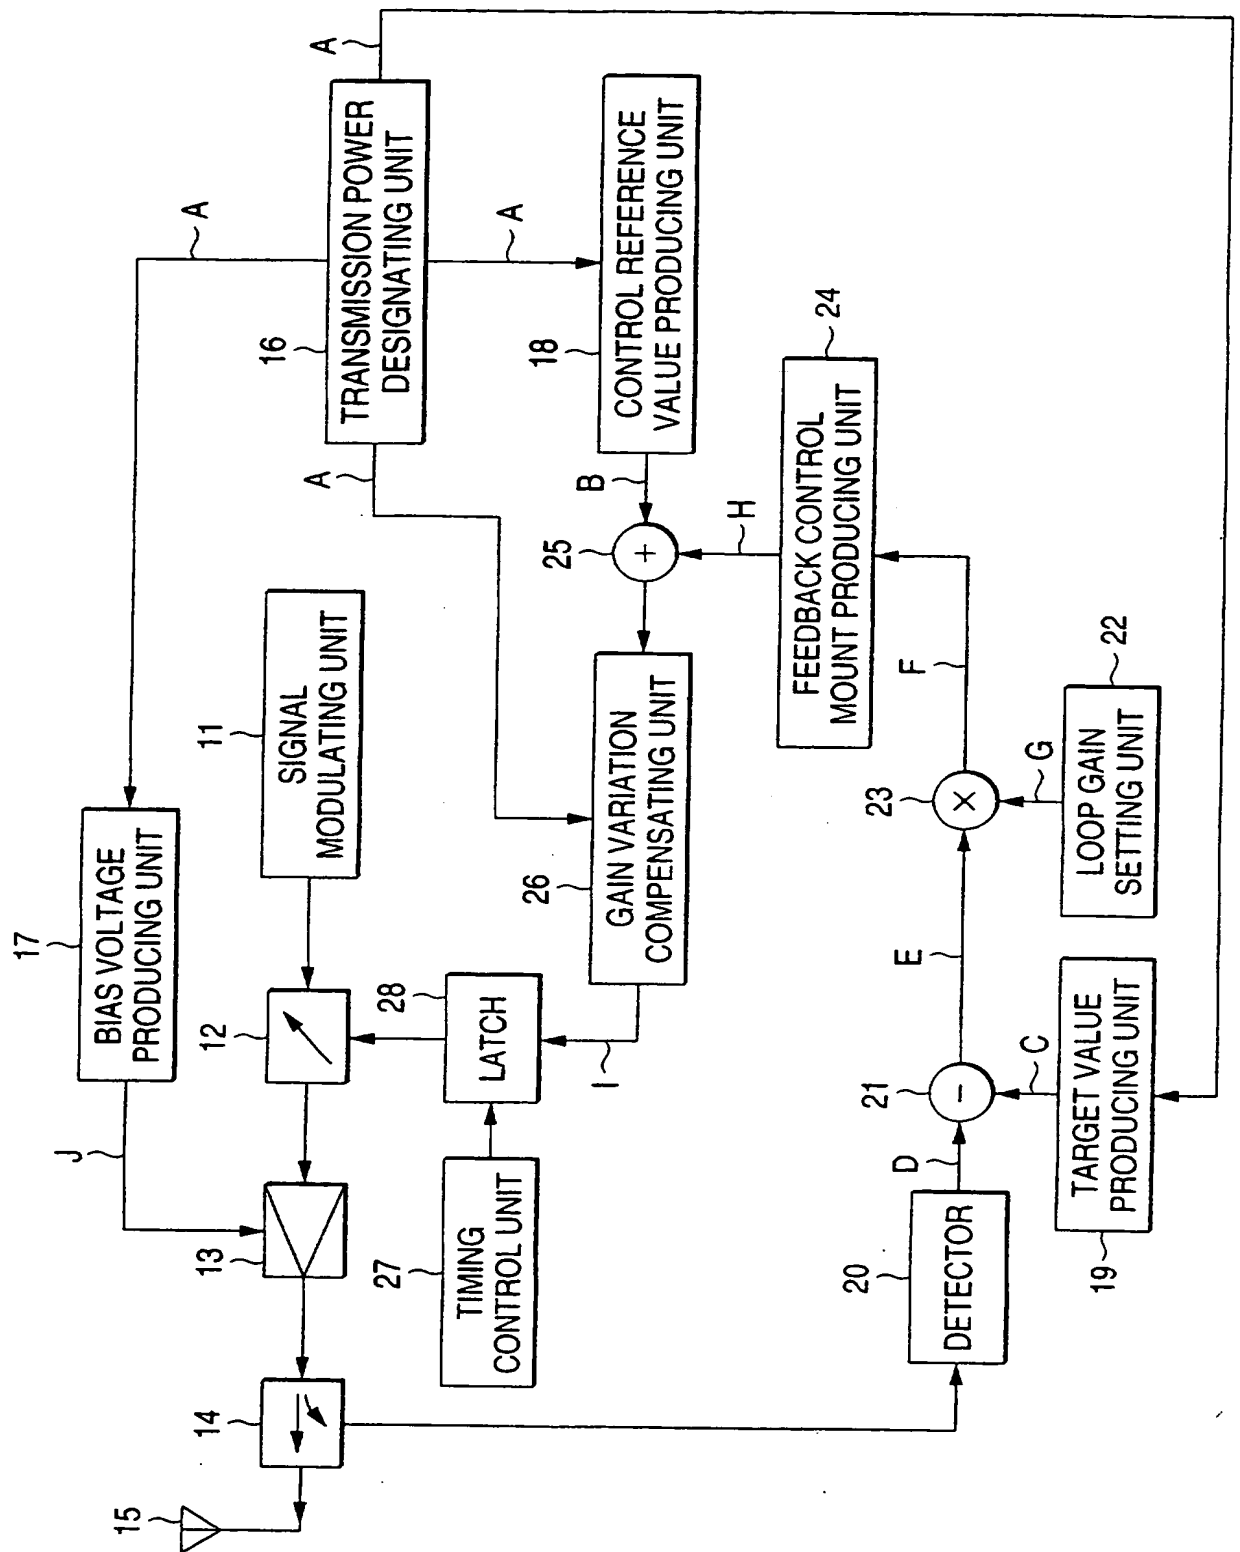 A
A
16
TRANSMISSION POWER
DESIGNATING UNIT
A
A
18
CONTROL REFERENCE
VALUE PRODUCING UNIT
17
BIAS VOLTAGE
PRODUCING UNIT
J
11
SIGNAL
MODULATING UNIT
12
13
14
15
B
25
+
H
24
FEEDBACK CONTROL
MOUNT PRODUCING UNIT
26
GAIN VARIATION
COMPENSATING UNIT
I
28
LATCH
27
TIMING
CONTROL UNIT
F
23
×
G
22
LOOP GAIN
SETTING UNIT
E
21
−
C
D
20
DETECTOR
19
TARGET VALUE
PRODUCING UNIT